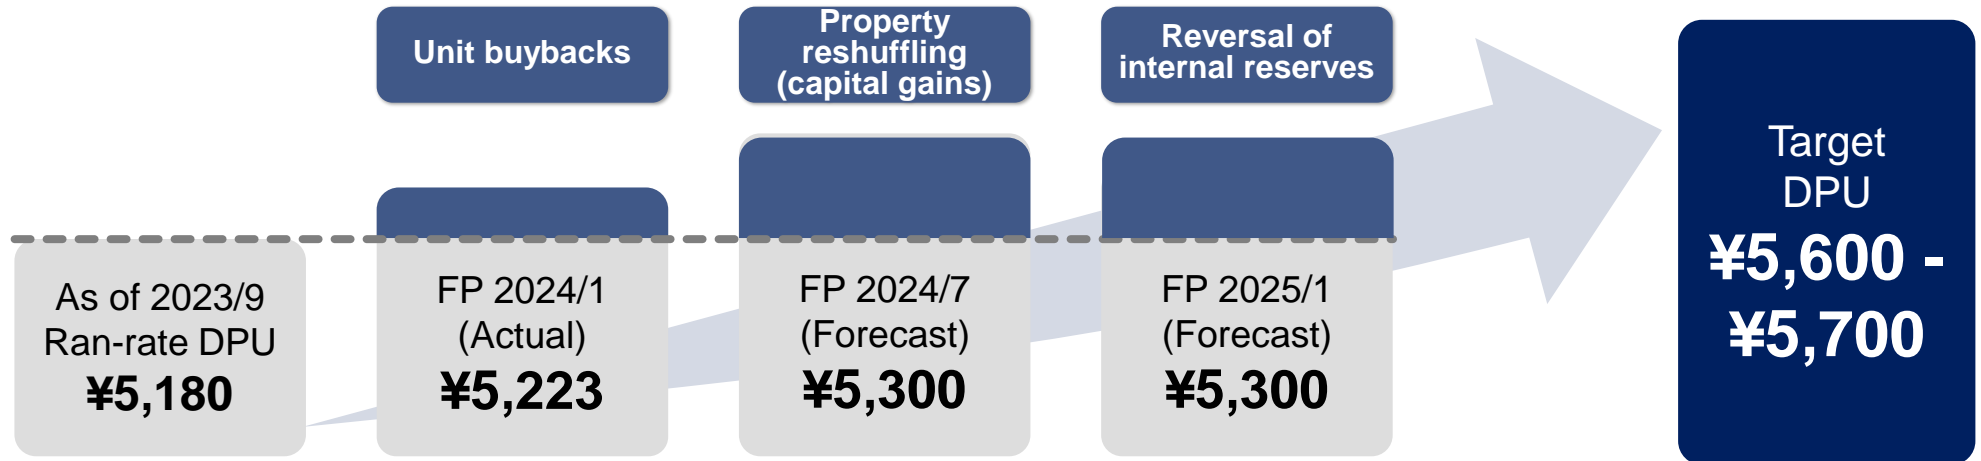 Unit buybacks
Property
reshuffling
(capital gains)
Reversal of
internal reserves
As of 2023/9
Ran-rate DPU
¥5,180
FP 2024/1
(Actual)
¥5,223
FP 2024/7
(Forecast)
¥5,300
FP 2025/1
(Forecast)
¥5,300
Target
DPU
¥5,600 -
¥5,700